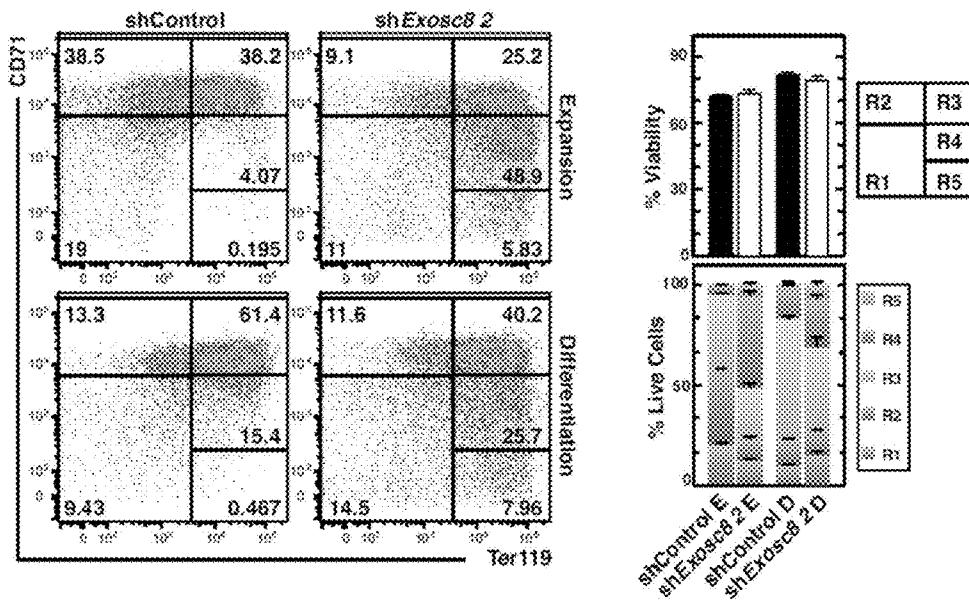 shControl
shExosc8 2
CD71
38.5
38.2
4.07
19
0.195
9.1
25.2
48.9
11
5.83
Expansion
13.3
61.4
15.4
9.43
0.467
11.6
40.2
25.7
14.5
7.96
Differentiation
Ter119
% Viability
90
60
30
0
R2
R3
R4
R1
R5
% Live Cells
100
50
0
R5
R4
R3
R2
R1
shControl E
shExosc8 2 E
shControl D
shExosc8 2 D